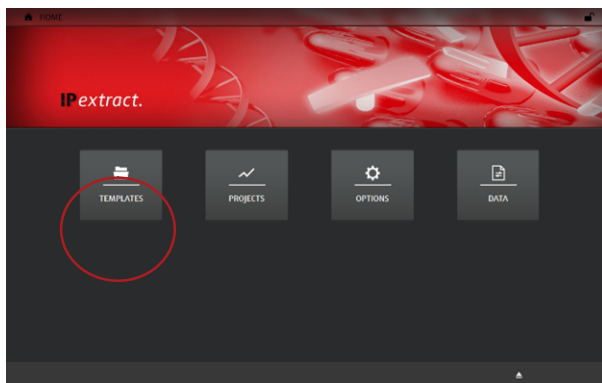 HOME
IPextract.
TEMPLATES
PROJECTS
OPTIONS
DATA